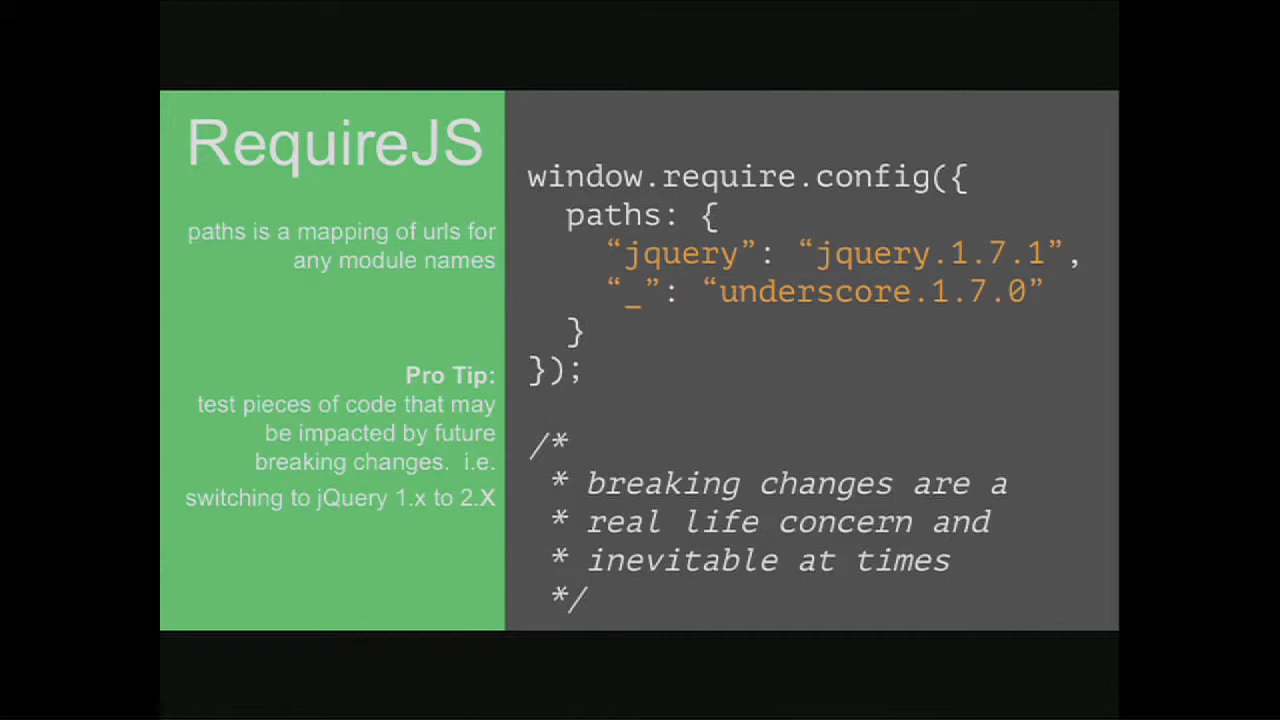 RequireJS
paths is a mapping of urls for
any module names
Pro Tip:
test pieces of code that may
be impacted by future
breaking changes.  i.e.
switching to jQuery 1.x to 2.X
window.require.config({
  paths: {
    “jquery”: “jquery.1.7.1”,
    “_”: “underscore.1.7.0”
  }
});
/*
 * breaking changes are a
 * real life concern and
 * inevitable at times
 */